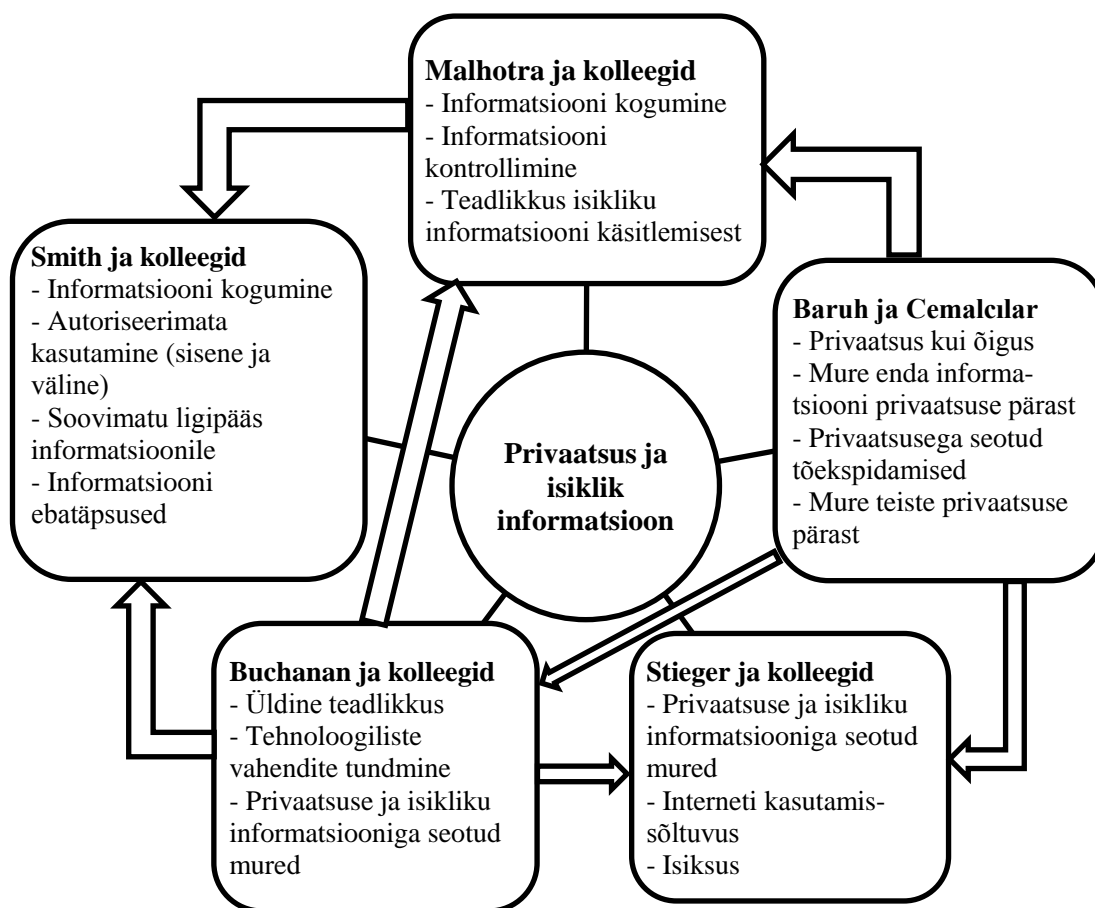 Malhotra ja kolleegid
- Informatsiooni kogumine
- Informatsiooni
kontrollimine
- Teadlikkus isikliku
informatsiooni käsitlemisest
Smith ja kolleegid
- Informatsiooni kogumine
- Autoriseerimata
kasutamine (sisene ja
väline)
- Soovimatu ligipääs
informatsioonile
- Informatsiooni
ebatäpsused
Privaatsus ja
isiklik
informatsioon
Baruh ja Cemalcılar
- Privaatsus kui õigus
- Mure enda informa-
tsiooni privaatsuse pärast
- Privaatsusega seotud
tõekspidamised
- Mure teiste privaatsuse
pärast
Buchanan ja kolleegid
- Üldine teadlikkus
- Tehnoloogiliste
vahendite tundmine
- Privaatsuse ja isikliku
informatsiooniga seotud
mured
Stieger ja kolleegid
- Privaatsuse ja isikliku
informatsiooniga seotud
mured
- Interneti kasutamis-
sõltuvus
- Isiksus